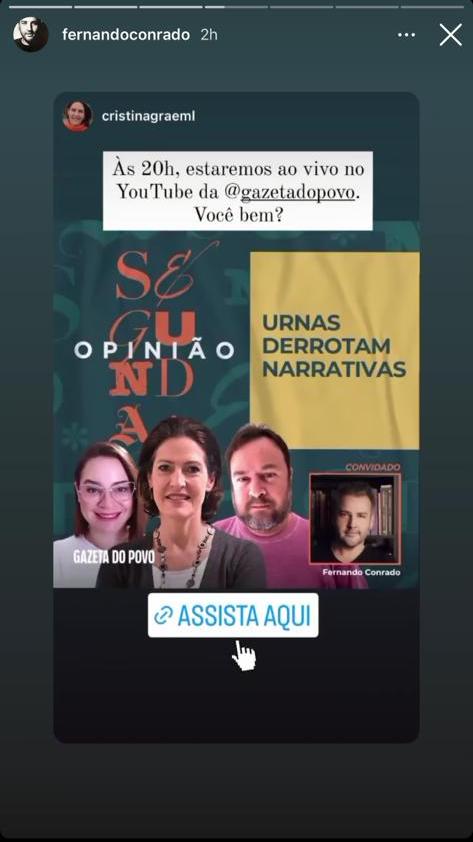 fernandoconrado 2h
cristinagraeml
Às 20h, estaremos ao vivo no
YouTube da @gazetadopovo.
Você bem?
SEGUNDA
OPINIÃO
URNAS
DERROTAM
NARRATIVAS
CONVIDADO
GAZETA DO POVO
Fernando Conrado
ASSISTA AQUI